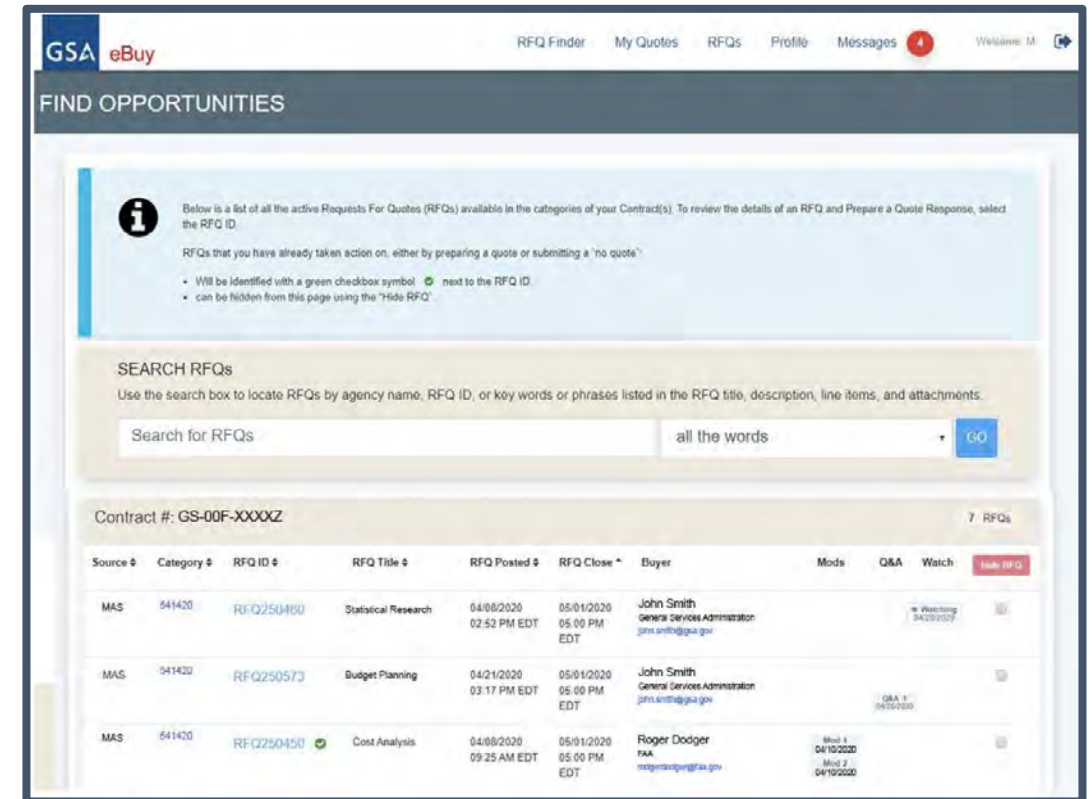 GSA eBuy RFQ Finder My Quotes RFQs Profile Messages 4 Welcome M
FIND OPPORTUNITIES
Below is a list of all the active Requests For Quotes (RFQs) available in the categories of your Contract(s). To review the details of an RFQ and Prepare a Quote Response, select
the RFQ ID.
RFQs that you have already taken action on, either by preparing a quote or submitting a 'no quote'
• Will be identified with a green checkbox symbol next to the RFQ ID.
• can be hidden from this page using the "Hide RFQ".
SEARCH RFQs
Use the search box to locate RFQs by agency name, RFQ ID, or key words or phrases listed in the RFQ title, description, line items, and attachments.
Search for RFQs all the words GO
Contract #: GS-00F-XXXXZ 7 RFQs
Source Category RFQ ID RFQ Title RFQ Posted RFQ Close Buyer Mods Q&A Watch Hide RFQ
MAS 541420 RFQ250460 Statistical Research 04/08/2020 05/01/2020 John Smith
02:52 PM EDT 05:00 PM General Services Administration Watching
EDT john.smith@gsa.gov 04/20/2020
MAS 541420 RFQ250573 Budget Planning 04/21/2020 05/01/2020 John Smith
03:17 PM EDT 05:00 PM General Services Administration
EDT john.smith@gsa.gov Q&A 1
MAS 541420 RFQ250450 Cost Analysis 04/08/2020 05/01/2020 Roger Dodger Mod 1
09:25 AM EDT 05:00 PM FAA 04/10/2020
EDT Mod 2
04/10/2020